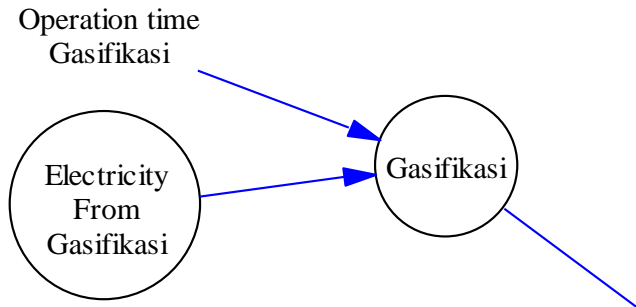 Operation time
Gasifikasi
Electricity
From
Gasifikasi
Gasifikasi